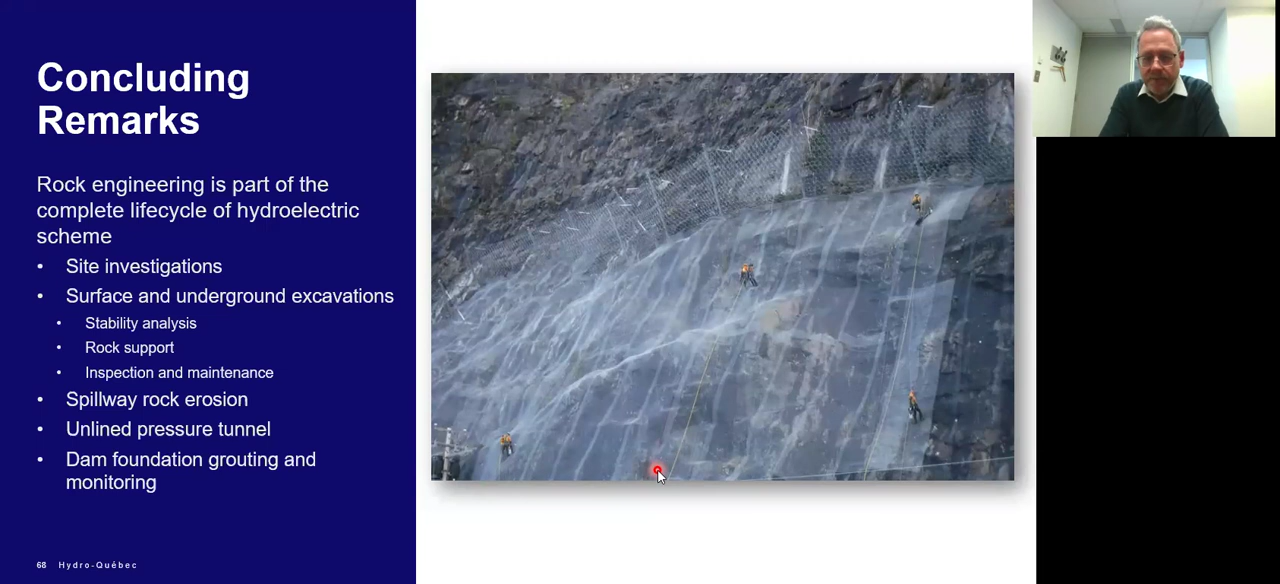 Concluding
Remarks
Rock engineering is part of the
complete lifecycle of hydroelectric
scheme
• Site investigations
• Surface and underground excavations
• Stability analysis
• Rock support
• Inspection and maintenance
• Spillway rock erosion
• Unlined pressure tunnel
• Dam foundation grouting and
monitoring
68 Hydro-Québec